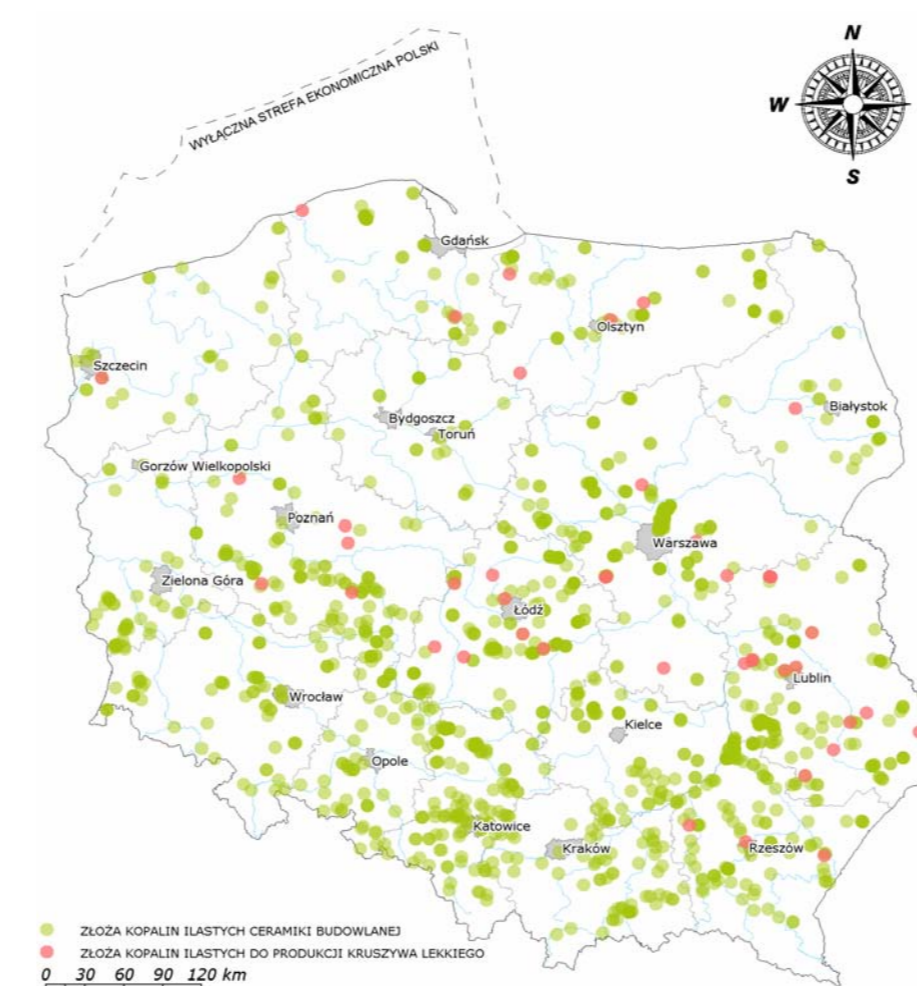 N
W
S
WYŁĄCZNA STREFA EKONOMICZNA POLSKI
Gdańsk
Olsztyn
Szczecin
Bydgoszcz
Białystok
Toruń
Gorzów Wielkopolski
Poznań
Warszawa
Zielona Góra
Łódź
Lublin
Wrocław
Kielce
Opole
Katowice
Kraków
Rzeszów
ZŁOŻA KOPALIN ILASTYCH CERAMIKI BUDOWLANEJ
ZŁOŻA KOPALIN ILASTYCH DO PRODUKCJI KRUSZYWA LEKKIEGO
0 30 60 90 120 km